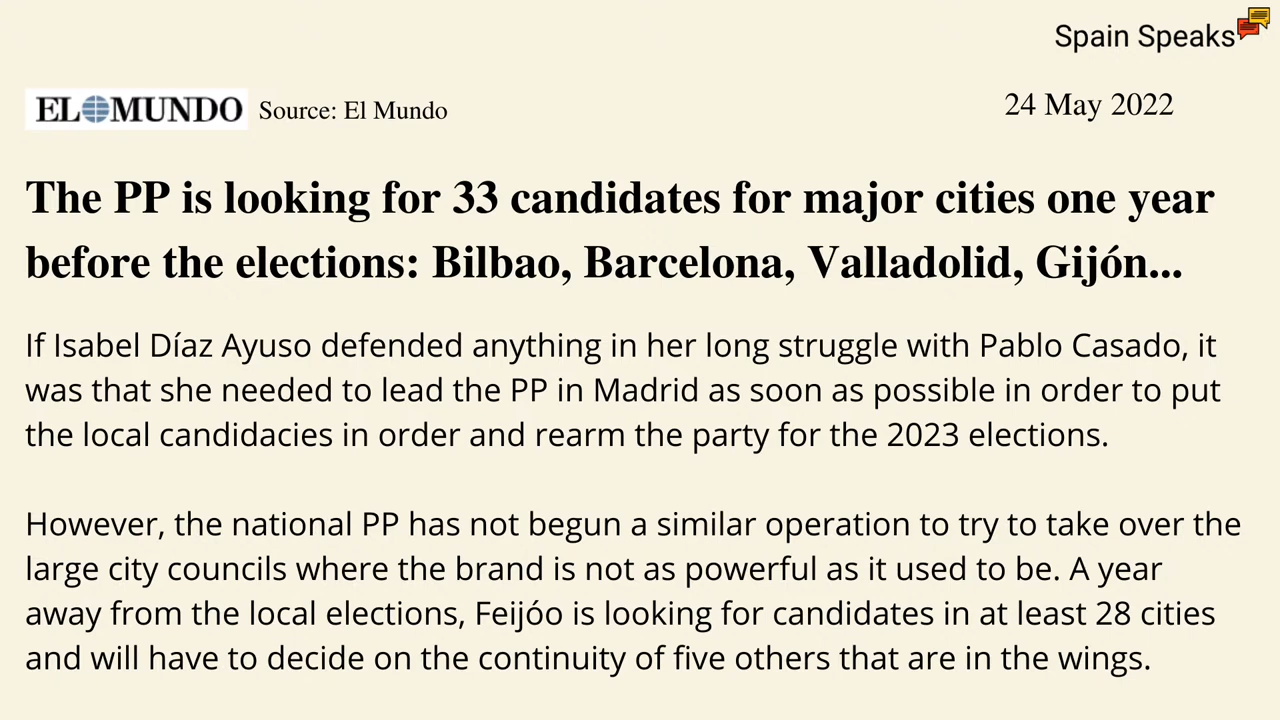 Spain Speaks
EL MUNDO Source: El Mundo
24 May 2022
The PP is looking for 33 candidates for major cities one year
before the elections: Bilbao, Barcelona, Valladolid, Gijón...
If Isabel Díaz Ayuso defended anything in her long struggle with Pablo Casado, it
was that she needed to lead the PP in Madrid as soon as possible in order to put
the local candidacies in order and rearm the party for the 2023 elections.
However, the national PP has not begun a similar operation to try to take over the
large city councils where the brand is not as powerful as it used to be. A year
away from the local elections, Feijóo is looking for candidates in at least 28 cities
and will have to decide on the continuity of five others that are in the wings.